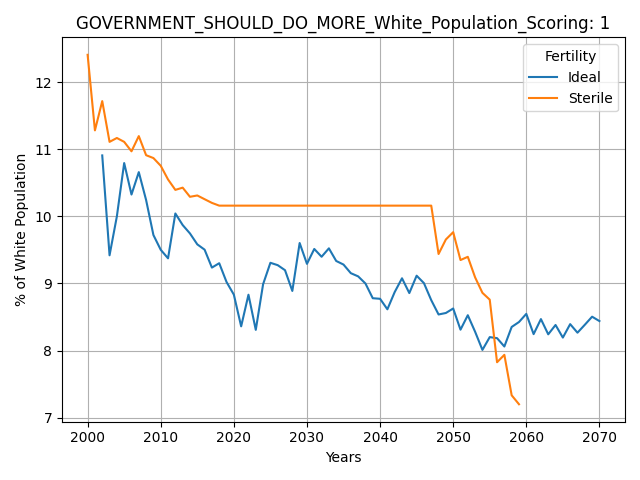 GOVERNMENT_SHOULD_DO_MORE_White_Population_Scoring: 1
Fertility
Ideal
Sterile
% of White Population
12
11
10
9
8
7
2000 2010 2020 2030 2040 2050 2060 2070
Years